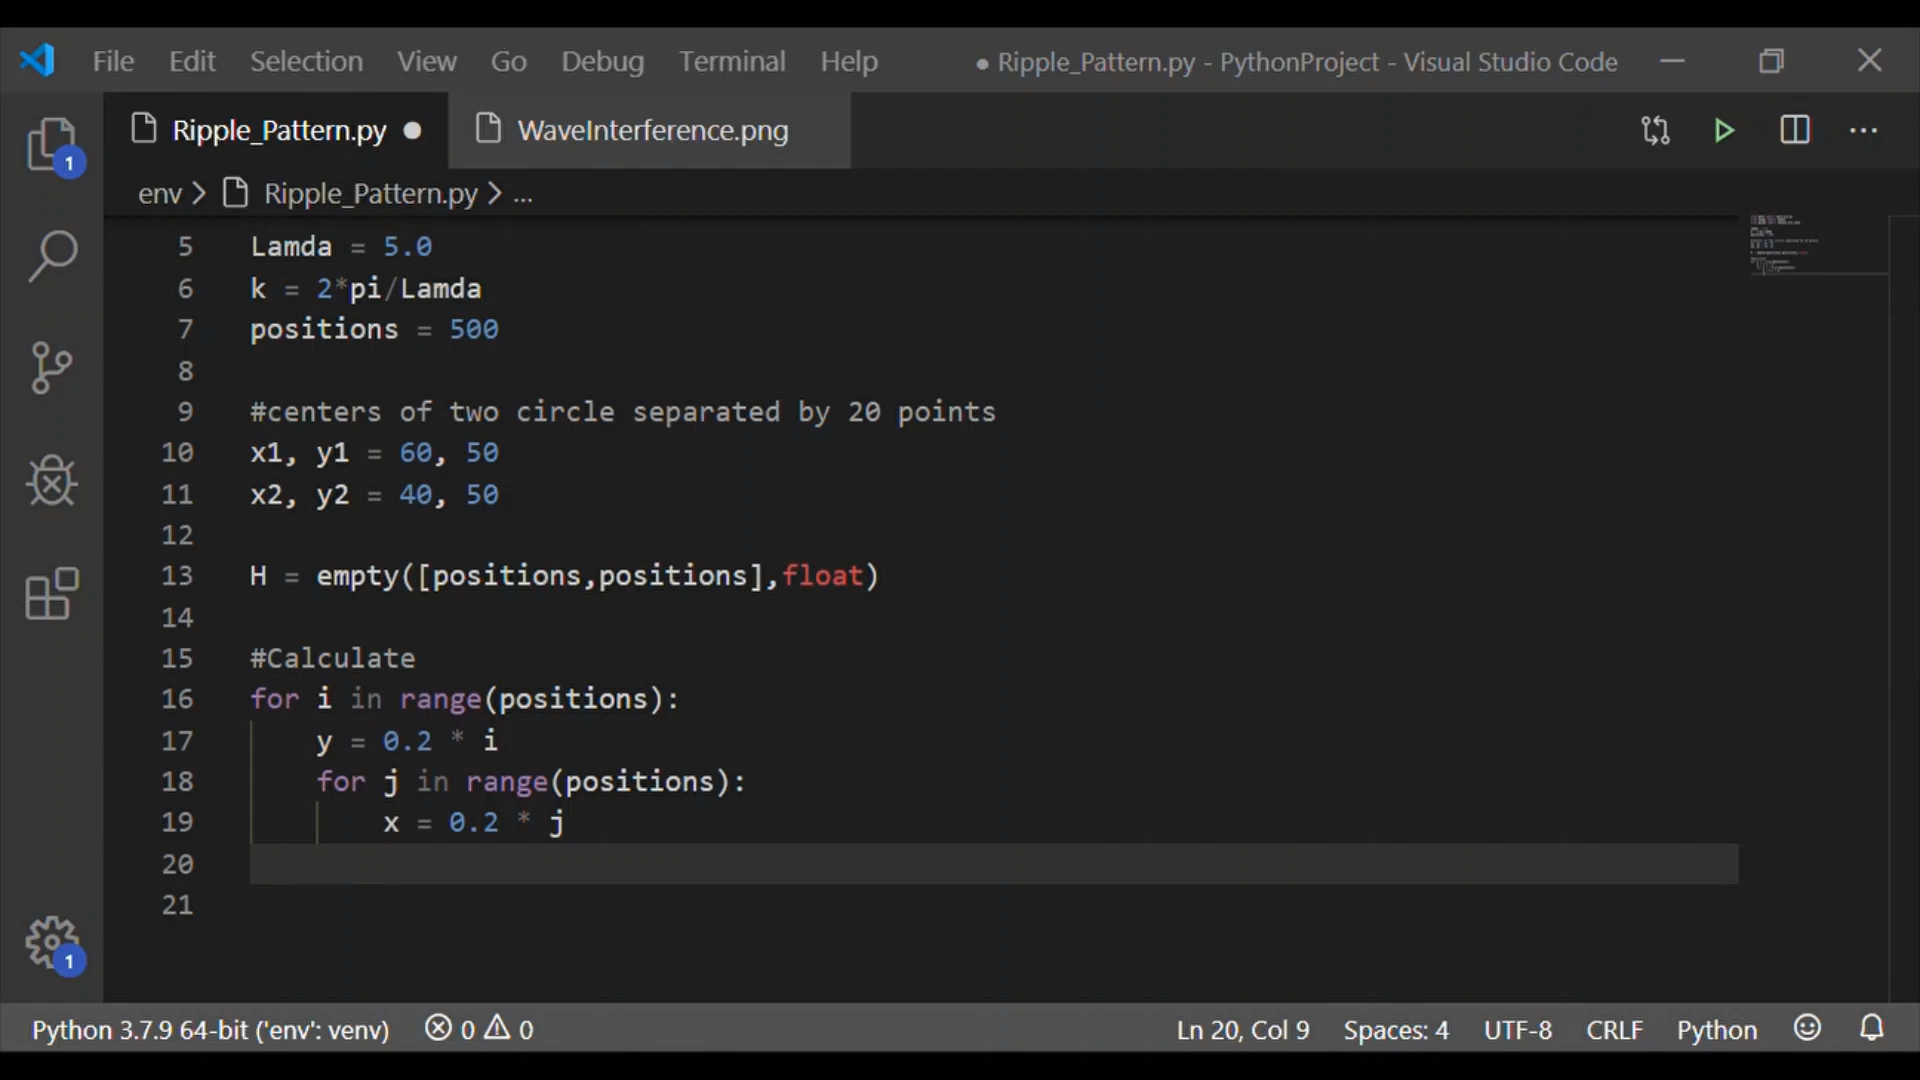 File Edit Selection View Go Debug Terminal Help ● Ripple_Pattern.py - PythonProject - Visual Studio Code
Ripple_Pattern.py ● WaveInterference.png
env > Ripple_Pattern.py > ...
5 Lamda = 5.0
6 k = 2*pi/Lamda
7 positions = 500
8
9 #centers of two circle separated by 20 points
10 x1, y1 = 60, 50
11 x2, y2 = 40, 50
12
13 H = empty([positions,positions],float)
14
15 #Calculate
16 for i in range(positions):
17     y = 0.2 * i
18     for j in range(positions):
19         x = 0.2 * j
20
21
1
1
Python 3.7.9 64-bit ('env': venv) 0 0 Ln 20, Col 9 Spaces: 4 UTF-8 CRLF Python